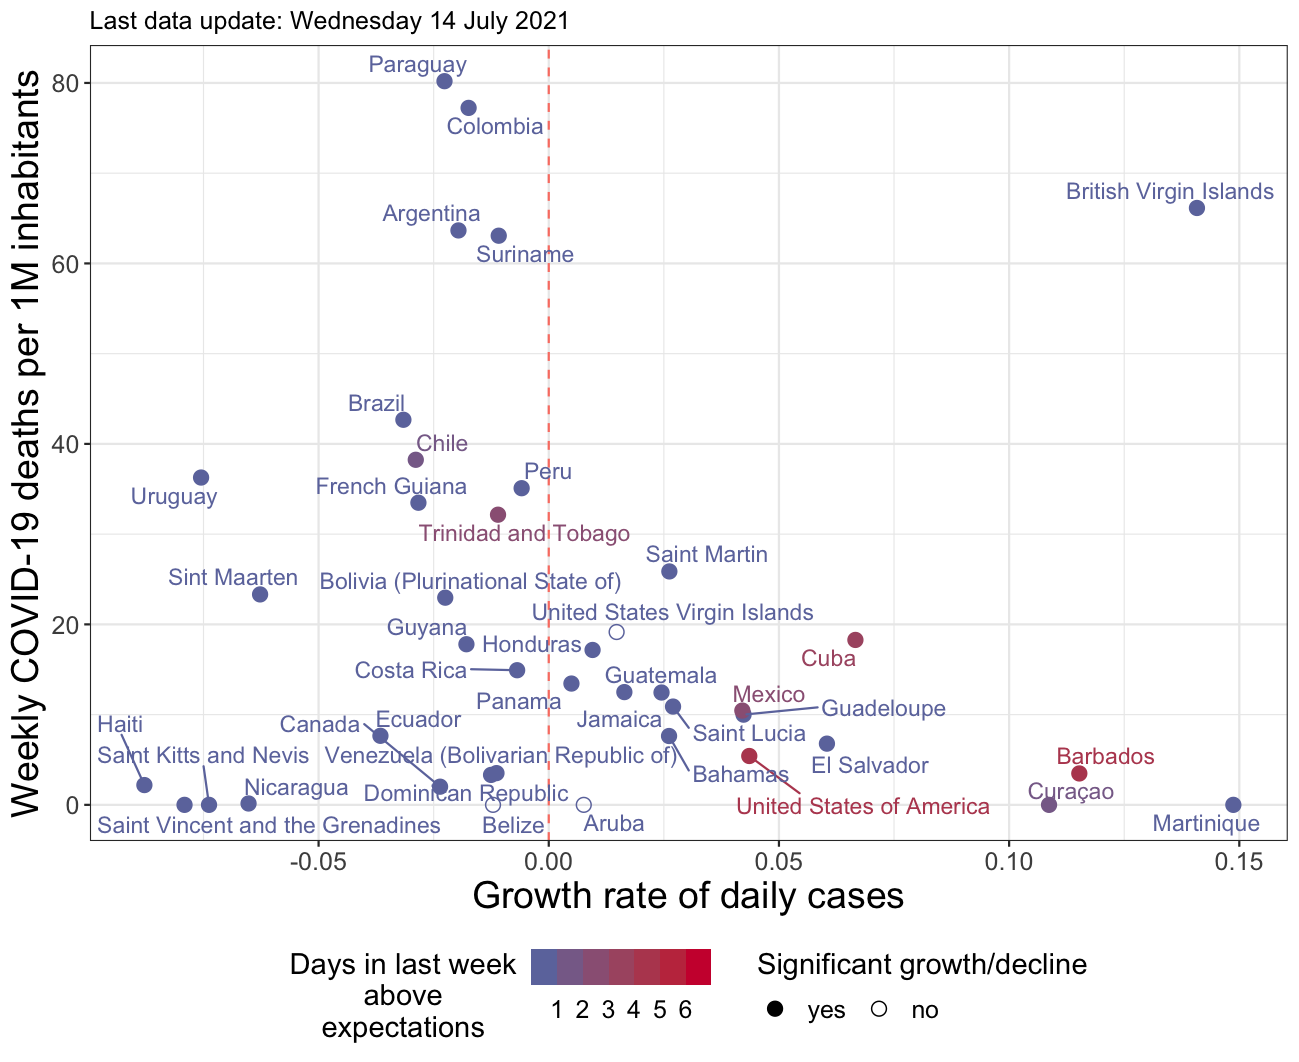 Last data update: Wednesday 14 July 2021
Weekly COVID-19 deaths per 1M inhabitants
80
60
40
20
0
Paraguay
Colombia
British Virgin Islands
Argentina
Suriname
Brazil
Chile
Peru
French Guiana
Uruguay
Trinidad and Tobago
Saint Martin
Sint Maarten
Bolivia (Plurinational State of)
United States Virgin Islands
Guyana
Honduras
Cuba
Costa Rica
Guatemala
Panama
Mexico
Guadeloupe
Haiti
Canada
Ecuador
Jamaica
Saint Lucia
Saint Kitts and Nevis
Venezuela (Bolivarian Republic of)
Bahamas
El Salvador
Barbados
Nicaragua
Dominican Republic
United States of America
Curaçao
Saint Vincent and the Grenadines
Belize
Aruba
Martinique
-0.05
0.00
0.05
0.10
0.15
Growth rate of daily cases
Days in last week
above
expectations
1 2 3 4 5 6
Significant growth/decline
yes
no